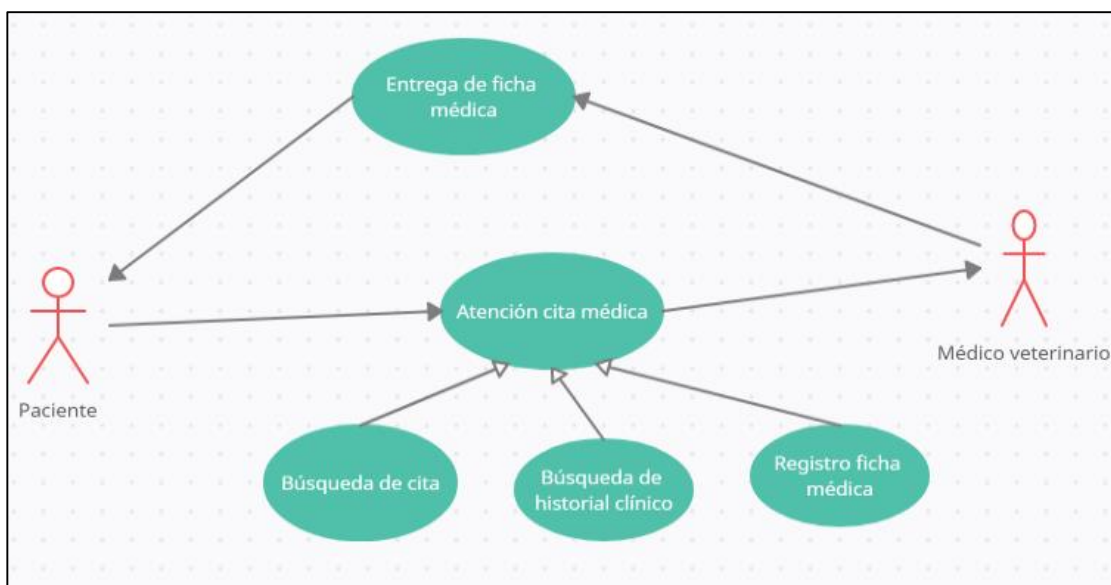 Entrega de ficha
médica
Atención cita médica
Médico veterinario
Paciente
Búsqueda de cita
Búsqueda de
historial clínico
Registro ficha
médica